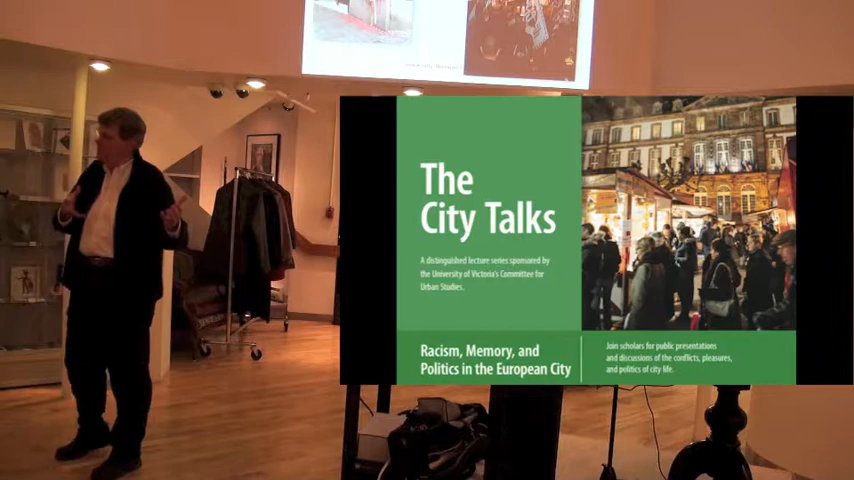 The
City Talks
A distinguished lecture series sponsored by
the University of Victoria's Committee for
Urban Studies.
Racism, Memory, and
Politics in the European City
Join scholars for public presentations
and discussions of the conflicts, pleasures,
and politics of city life.